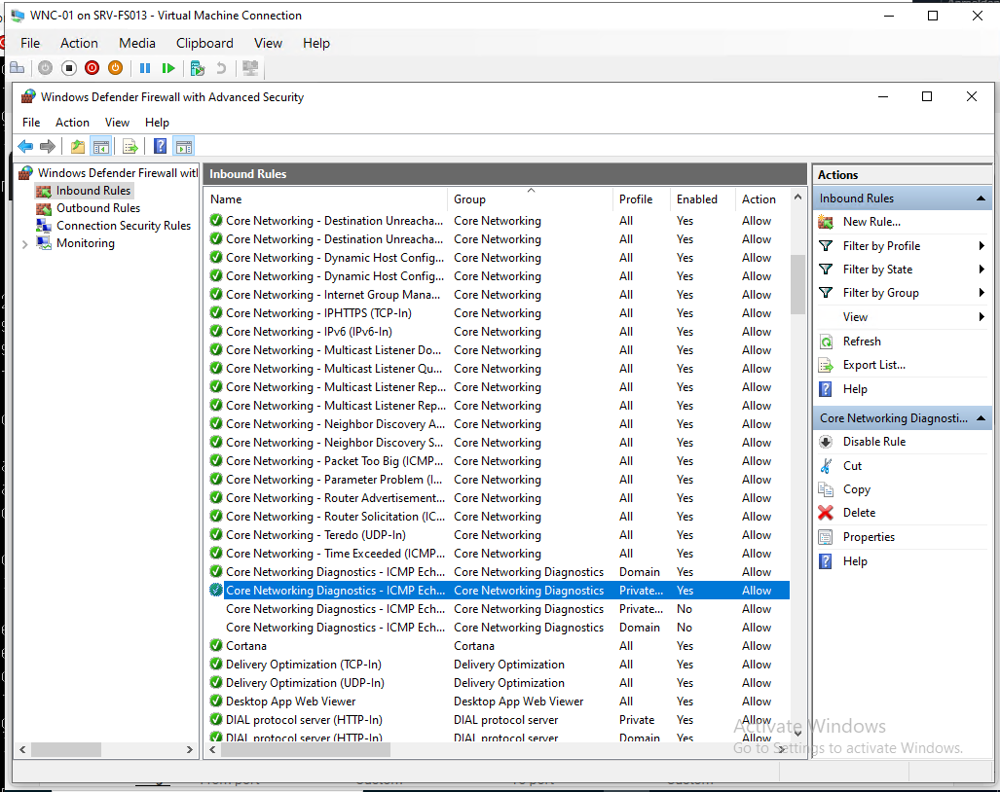 WNC-01 on SRV-FS013 - Virtual Machine Connection
File Action Media Clipboard View Help
Windows Defender Firewall with Advanced Security
File Action View Help
Windows Defender Firewall with
Inbound Rules
Outbound Rules
Connection Security Rules
Monitoring
Inbound Rules
Name Group Profile Enabled Action
Core Networking - Destination Unreacha... Core Networking All Yes Allow
Core Networking - Destination Unreacha... Core Networking All Yes Allow
Core Networking - Dynamic Host Config... Core Networking All Yes Allow
Core Networking - Dynamic Host Config... Core Networking All Yes Allow
Core Networking - Internet Group Mana... Core Networking All Yes Allow
Core Networking - IPHTTPS (TCP-In) Core Networking All Yes Allow
Core Networking - IPv6 (IPv6-In) Core Networking All Yes Allow
Core Networking - Multicast Listener Do... Core Networking All Yes Allow
Core Networking - Multicast Listener Qu... Core Networking All Yes Allow
Core Networking - Multicast Listener Rep... Core Networking All Yes Allow
Core Networking - Multicast Listener Rep... Core Networking All Yes Allow
Core Networking - Neighbor Discovery A... Core Networking All Yes Allow
Core Networking - Neighbor Discovery S... Core Networking All Yes Allow
Core Networking - Packet Too Big (ICMP... Core Networking All Yes Allow
Core Networking - Parameter Problem (I... Core Networking All Yes Allow
Core Networking - Router Advertisement... Core Networking All Yes Allow
Core Networking - Router Solicitation (IC... Core Networking All Yes Allow
Core Networking - Teredo (UDP-In) Core Networking All Yes Allow
Core Networking - Time Exceeded (ICMP... Core Networking All Yes Allow
Core Networking Diagnostics - ICMP Ech... Core Networking Diagnostics Domain Yes Allow
Core Networking Diagnostics - ICMP Ech... Core Networking Diagnostics Private... Yes Allow
Core Networking Diagnostics - ICMP Ech... Core Networking Diagnostics Private... No Allow
Core Networking Diagnostics - ICMP Ech... Core Networking Diagnostics Domain No Allow
Cortana Cortana All Yes Allow
Delivery Optimization (TCP-In) Delivery Optimization All Yes Allow
Delivery Optimization (UDP-In) Delivery Optimization All Yes Allow
Desktop App Web Viewer Desktop App Web Viewer All Yes Allow
DIAL protocol server (HTTP-In) DIAL protocol server Private Yes Allow
DIAL protocol server (HTTP-In) DIAL protocol server Domain Yes Allow
Actions
Inbound Rules
New Rule...
Filter by Profile
Filter by State
Filter by Group
View
Refresh
Export List...
Help
Core Networking Diagnosti...
Disable Rule
Cut
Copy
Delete
Properties
Help
Activate Windows
Go to Settings to activate Windows.